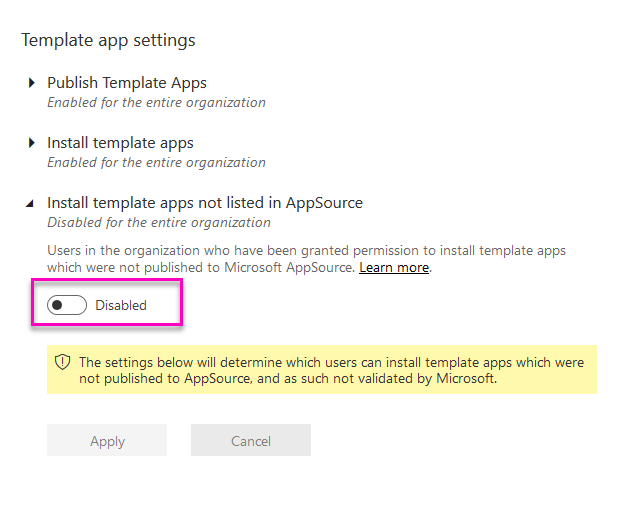 Template app settings
Publish Template Apps
Enabled for the entire organization
Install template apps
Enabled for the entire organization
Install template apps not listed in AppSource
Disabled for the entire organization
Users in the organization who have been granted permission to install template apps
which were not published to Microsoft AppSource. Learn more.
Disabled
The settings below will determine which users can install template apps which were
not published to AppSource, and as such not validated by Microsoft.
Apply
Cancel